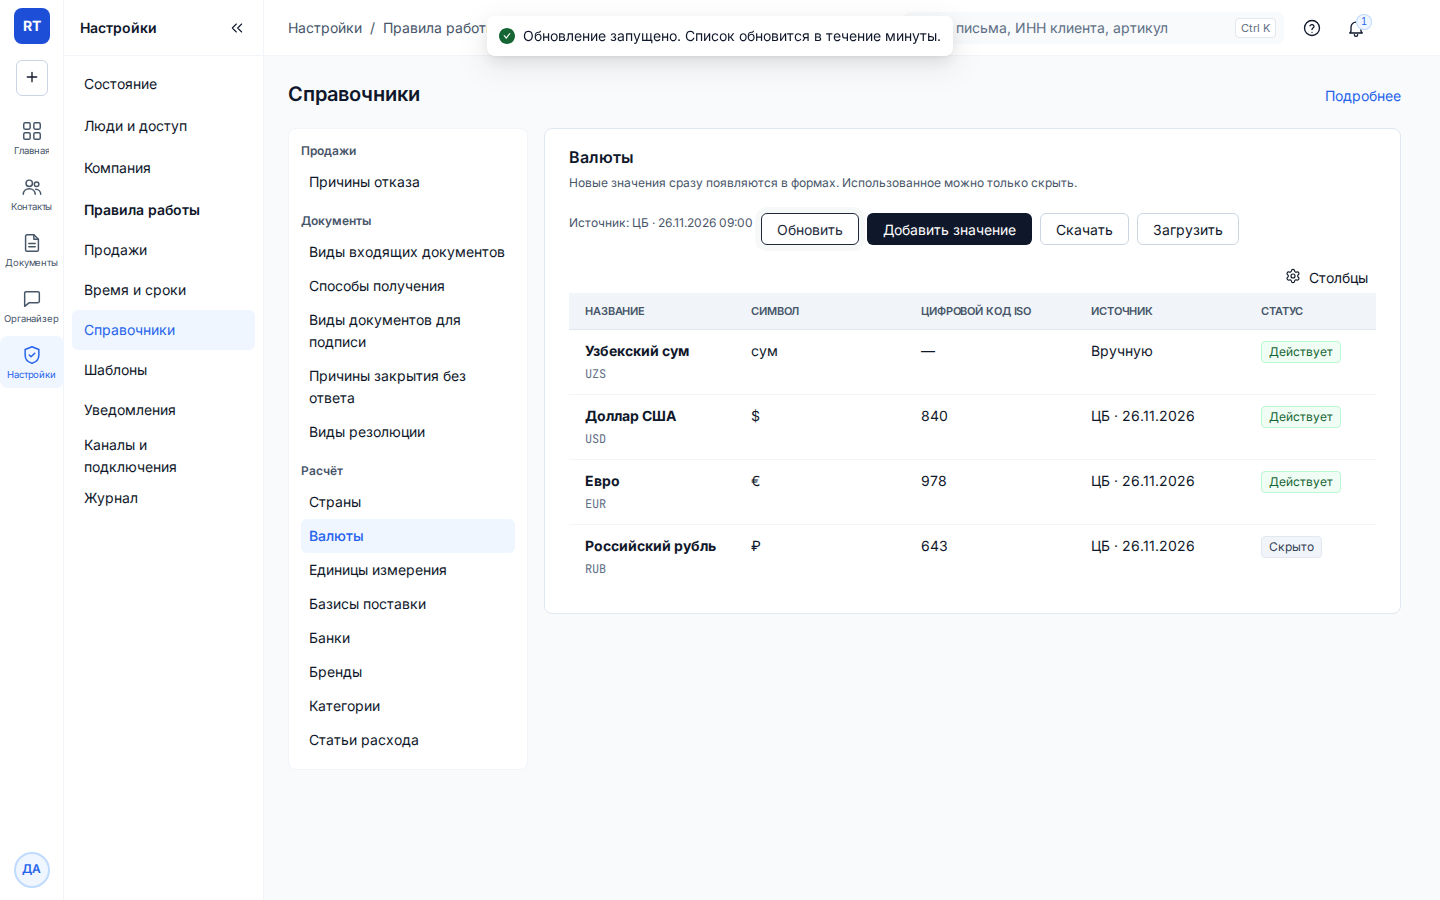 RT
Настройки
Настройки / Правила работ
Обновление запущено. Список обновится в течение минуты.
письма, ИНН клиента, артикул
Ctrl K
1
Главная
Контакты
Документы
Органайзер
Настройки
ДА
Состояние
Люди и доступ
Компания
Правила работы
Продажи
Время и сроки
Справочники
Шаблоны
Уведомления
Каналы и
подключения
Журнал
Справочники
Подробнее
Продажи
Причины отказа
Документы
Виды входящих документов
Способы получения
Виды документов для
подписи
Причины закрытия без
ответа
Виды резолюции
Расчёт
Страны
Валюты
Единицы измерения
Базисы поставки
Банки
Бренды
Категории
Статьи расхода
Валюты
Новые значения сразу появляются в формах. Использованное можно только скрыть.
Источник: ЦБ · 26.11.2026 09:00
Обновить
Добавить значение
Скачать
Загрузить
Столбцы
НАЗВАНИЕ СИМВОЛ ЦИФРОВОЙ КОД ISO ИСТОЧНИК СТАТУС
Узбекский сум сум — Вручную Действует
UZS
Доллар США $ 840 ЦБ · 26.11.2026 Действует
USD
Евро € 978 ЦБ · 26.11.2026 Действует
EUR
Российский рубль ₽ 643 ЦБ · 26.11.2026 Скрыто
RUB